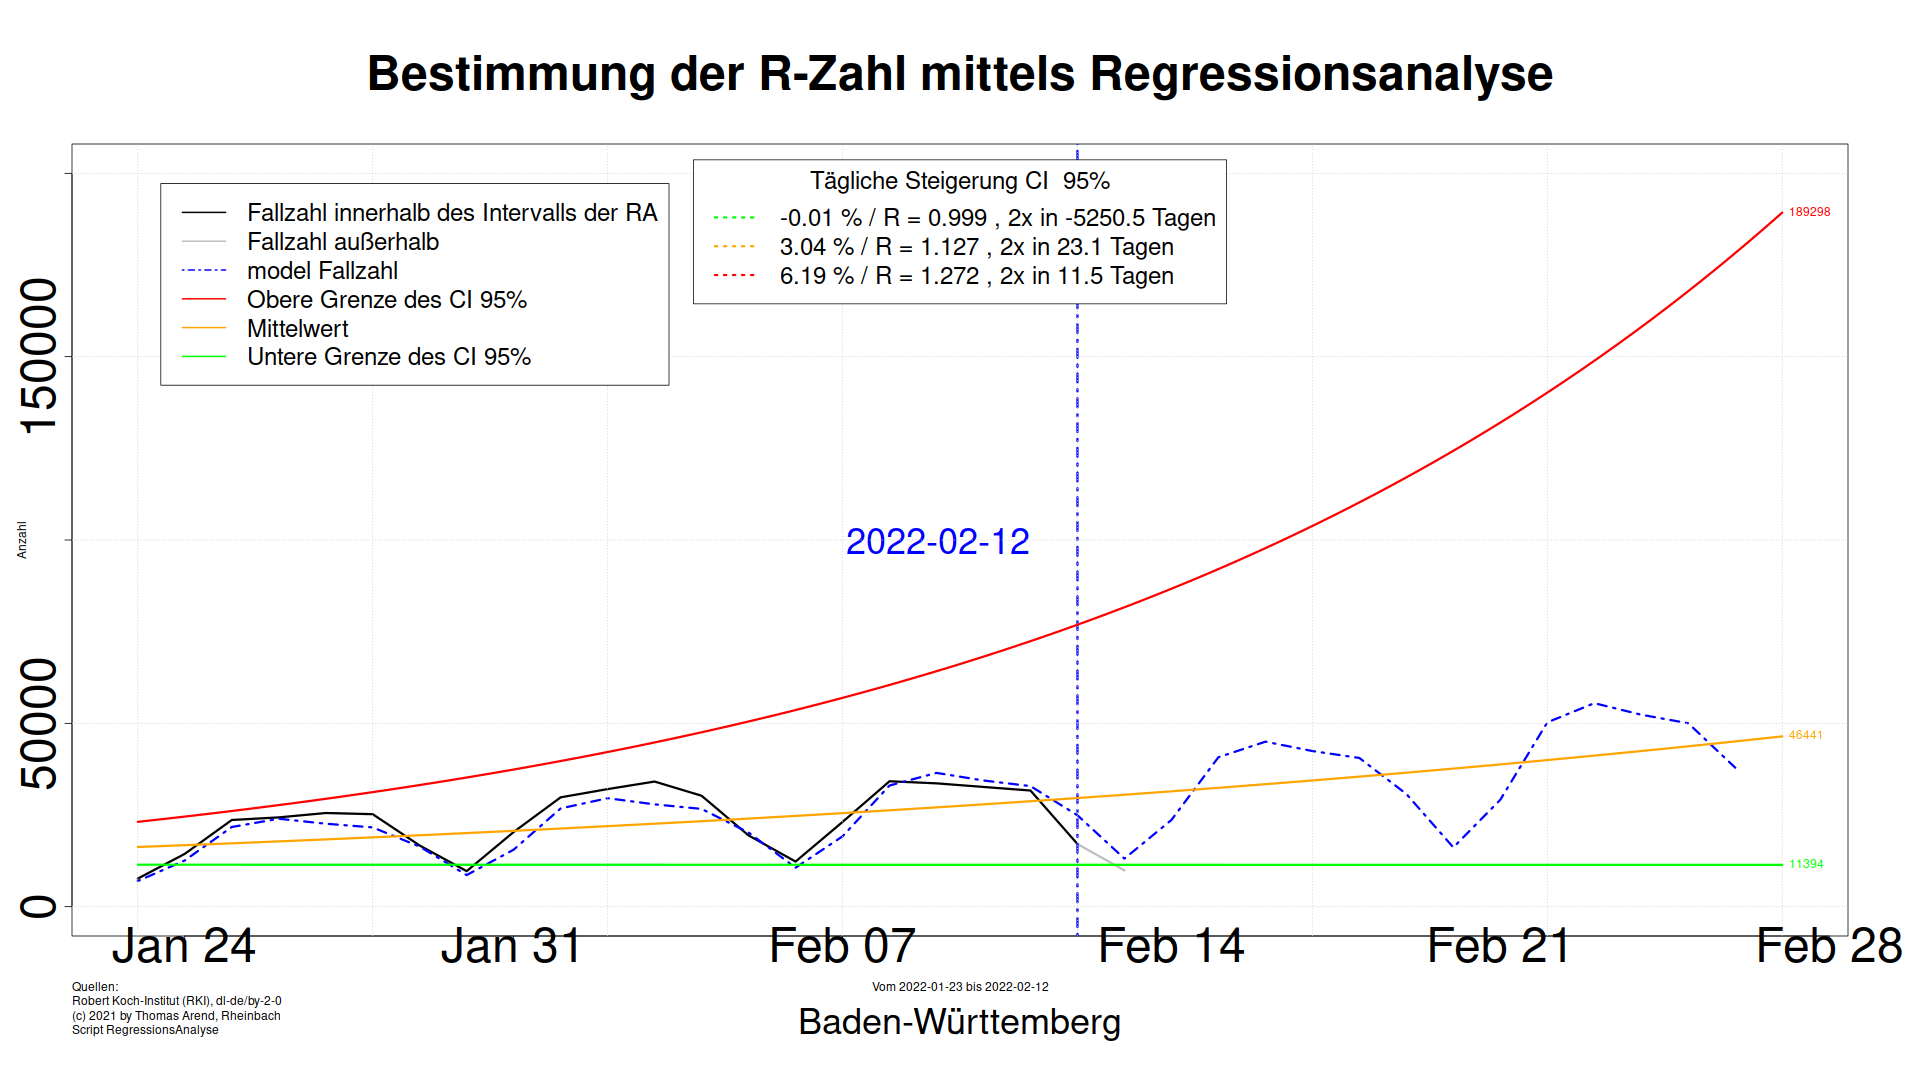 Bestimmung der R-Zahl mittels Regressionsanalyse
Fallzahl innerhalb des Intervalls der RA
Fallzahl außerhalb
model Fallzahl
Obere Grenze des CI 95%
Mittelwert
Untere Grenze des CI 95%
Tägliche Steigerung CI 95%
-0.01 % / R = 0.999 , 2x in -5250.5 Tagen
3.04 % / R = 1.127 , 2x in 23.1 Tagen
6.19 % / R = 1.272 , 2x in 11.5 Tagen
189298
150000
Anzahl
2022-02-12
50000
46441
11394
0
Jan 24 Jan 31 Feb 07 Feb 14 Feb 21 Feb 28
Quellen:
Robert Koch-Institut (RKI), dl-de/by-2-0
(c) 2021 by Thomas Arend, Rheinbach
Script RegressionsAnalyse
Vom 2022-01-23 bis 2022-02-12
Baden-Württemberg